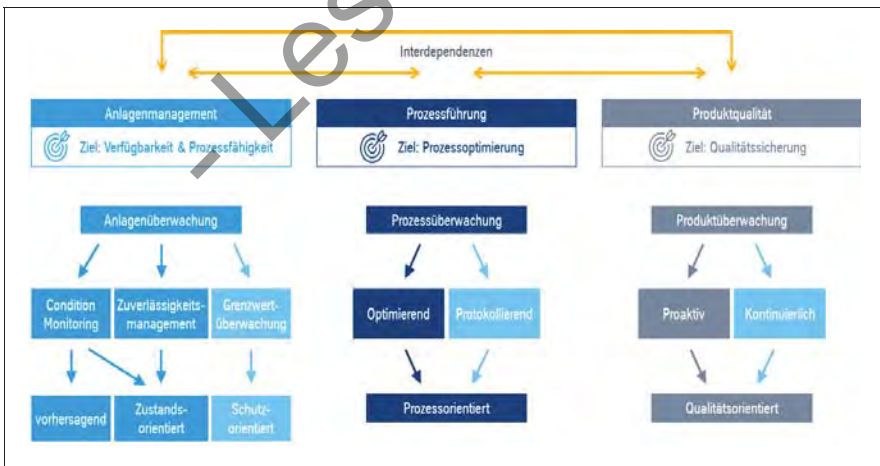 - Les
Interdependenzen
Anlagenmanagement
Ziel: Verfügbarkeit & Prozessfähigkeit
Prozessführung
Ziel: Prozessoptimierung
Produktqualität
Ziel: Qualitätssicherung
Anlagenüberwachung
Prozessüberwachung
Produktüberwachung
Condition
Monitoring
Zuverlässigkeits-
management
Grenzwert-
überwachung
Optimierend
Protokollierend
Proaktiv
Kontinuierlich
vorhersagend
Zustands-
orientiert
Schutz-
orientiert
Prozessorientiert
Qualitätsorientiert